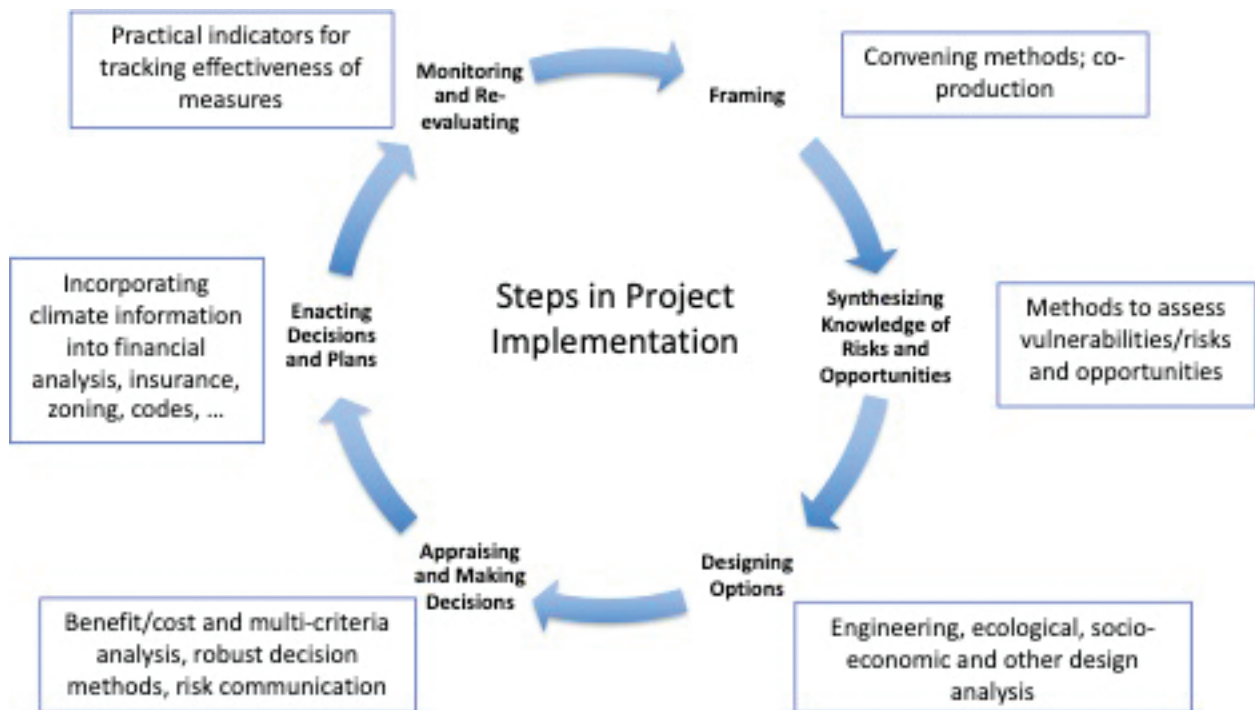 Practical indicators for
tracking effectiveness of
measures
Monitoring
and Re-
evaluating
Framing
Convening methods; co-
production
Incorporating
climate information
into financial
analysis, insurance,
zoning, codes, ...
Enacting
Decisions
and Plans
Steps in Project
Implementation
Synthesizing
Knowledge of
Risks and
Opportunities
Methods to assess
vulnerabilities/risks
and opportunities
Appraising
and Making
Decisions
Designing
Options
Benefit/cost and multi-criteria
analysis, robust decision
methods, risk communication
Engineering, ecological, socio-
economic and other design
analysis